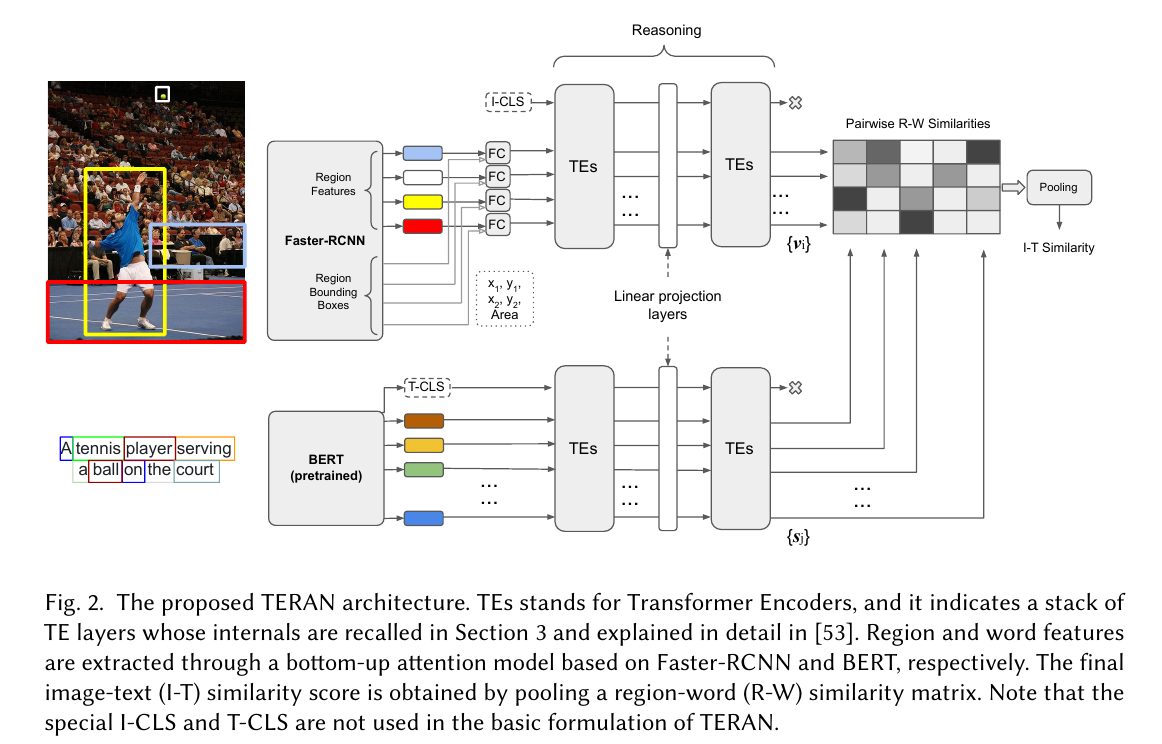 Reasoning
I-CLS
Pairwise R-W Similarities
Region
Features
FC
FC
FC
FC
TEs
TEs
...
...
...
...
Pooling
Faster-RCNN
{vi}
I-T Similarity
Region
Bounding
Boxes
x1, y1,
x2, y2,
Area
Linear projection
layers
T-CLS
A tennis player serving
a ball on the court
BERT
(pretrained)
TEs
TEs
...
...
...
...
...
...
{sj}
Fig. 2. The proposed TERAN architecture. TEs stands for Transformer Encoders, and it indicates a stack of
TE layers whose internals are recalled in Section 3 and explained in detail in [53]. Region and word features
are extracted through a bottom-up attention model based on Faster-RCNN and BERT, respectively. The final
image-text (I-T) similarity score is obtained by pooling a region-word (R-W) similarity matrix. Note that the
special I-CLS and T-CLS are not used in the basic formulation of TERAN.